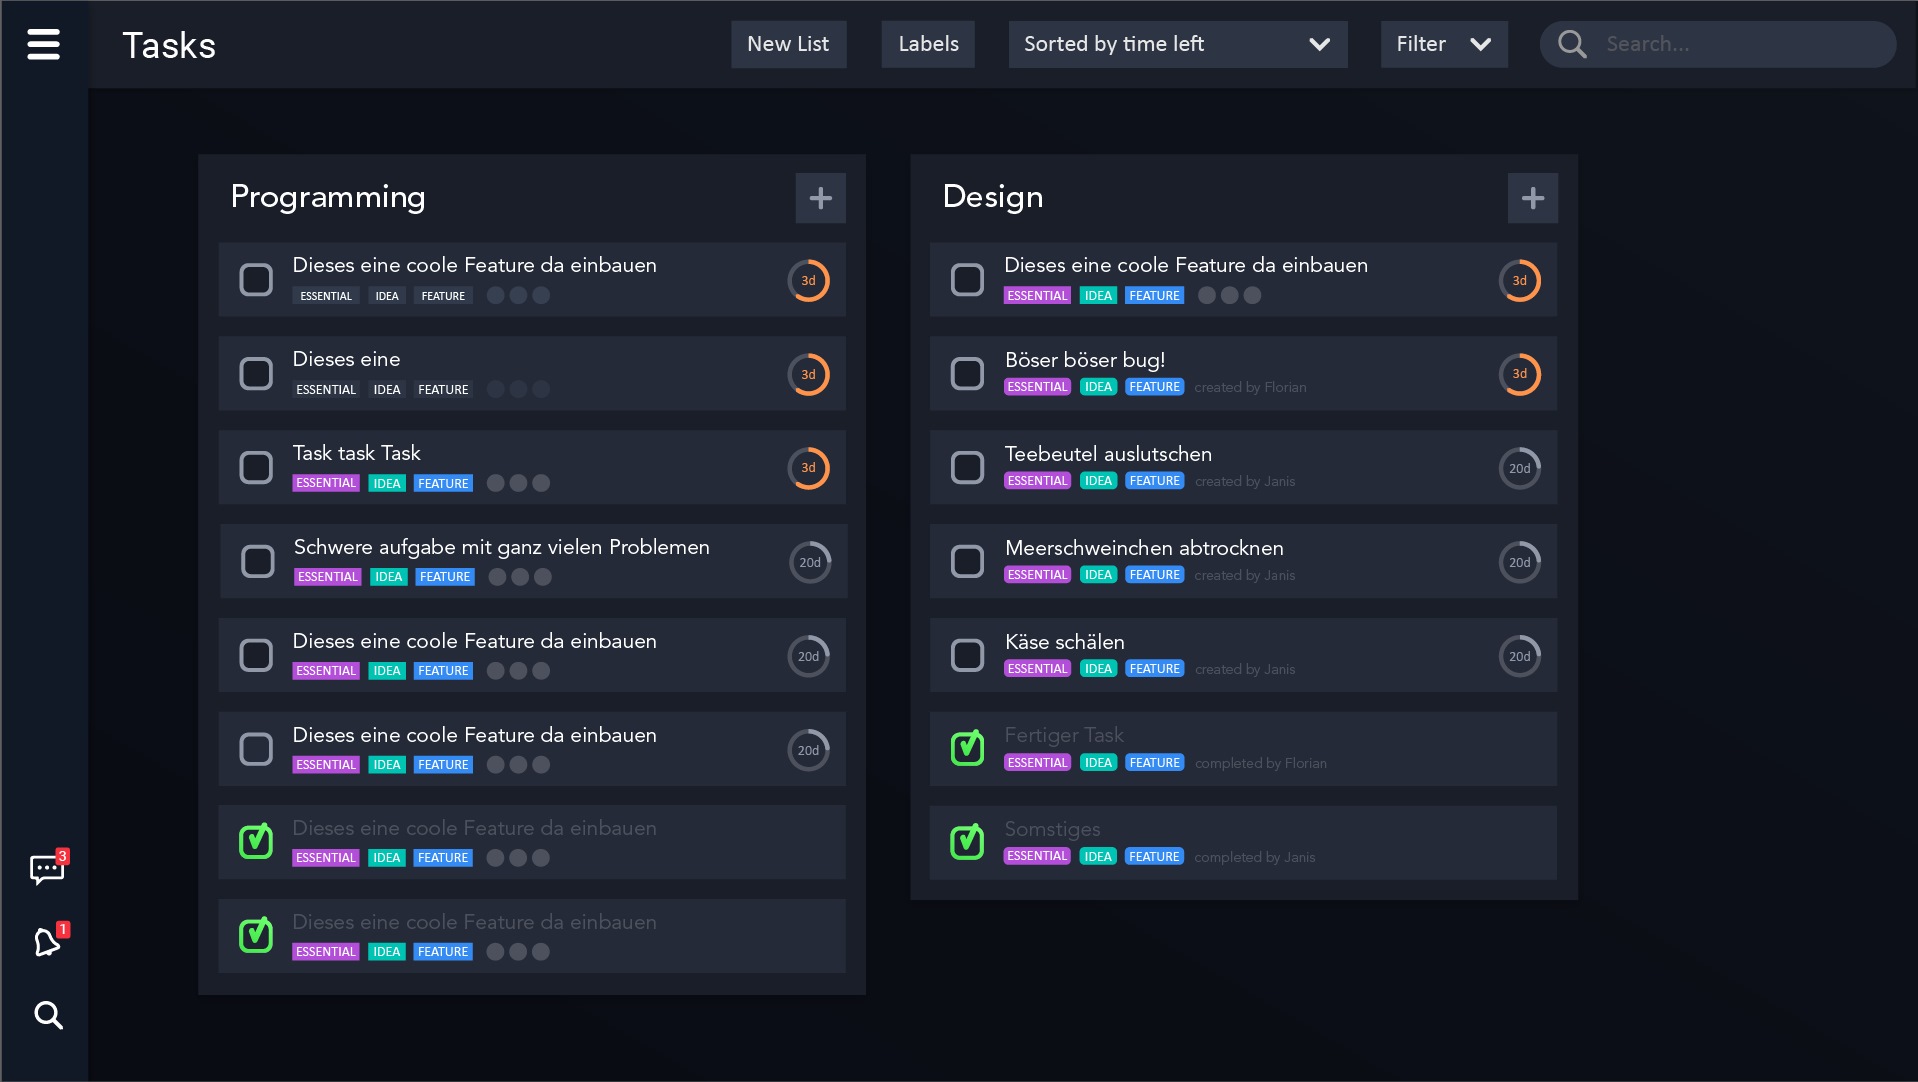 Tasks
New List
Labels
Sorted by time left
Filter
Search...
Programming
Dieses eine coole Feature da einbauen
ESSENTIAL IDEA FEATURE
3d
Dieses eine
ESSENTIAL IDEA FEATURE
3d
Task task Task
ESSENTIAL IDEA FEATURE
3d
Schwere aufgabe mit ganz vielen Problemen
ESSENTIAL IDEA FEATURE
20d
Dieses eine coole Feature da einbauen
ESSENTIAL IDEA FEATURE
20d
Dieses eine coole Feature da einbauen
ESSENTIAL IDEA FEATURE
20d
Dieses eine coole Feature da einbauen
ESSENTIAL IDEA FEATURE
Dieses eine coole Feature da einbauen
ESSENTIAL IDEA FEATURE
Design
Dieses eine coole Feature da einbauen
ESSENTIAL IDEA FEATURE
3d
Böser böser bug!
ESSENTIAL IDEA FEATURE created by Florian
3d
Teebeutel auslutschen
ESSENTIAL IDEA FEATURE created by Janis
20d
Meerschweinchen abtrocknen
ESSENTIAL IDEA FEATURE created by Janis
20d
Käse schälen
ESSENTIAL IDEA FEATURE created by Janis
20d
Fertiger Task
ESSENTIAL IDEA FEATURE completed by Florian
Somstiges
ESSENTIAL IDEA FEATURE completed by Janis
3
1